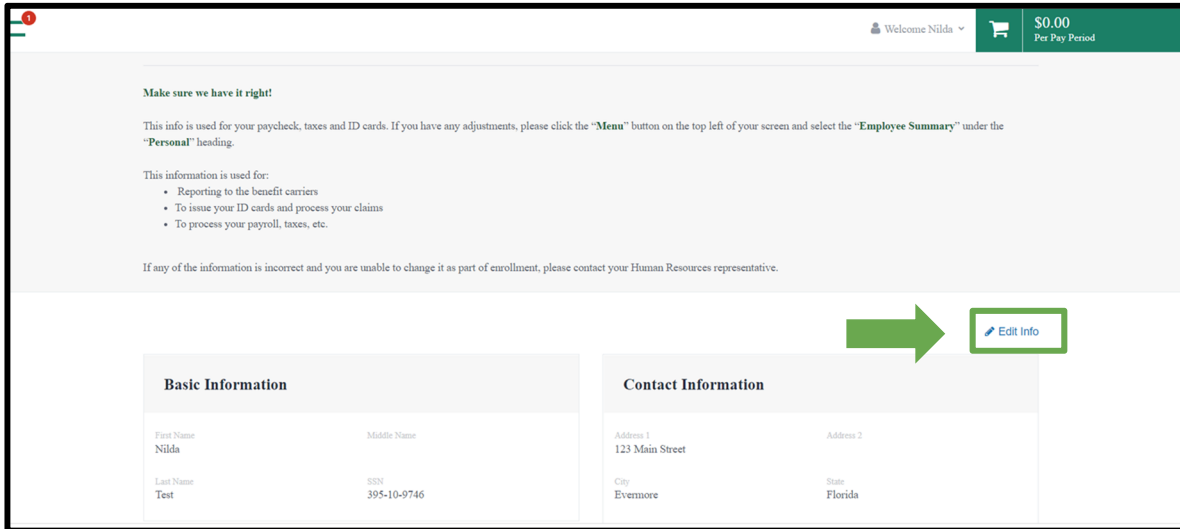 1
Welcome Nilda
$0.00
Per Pay Period
Make sure we have it right!
This info is used for your paycheck, taxes and ID cards. If you have any adjustments, please click the “Menu” button on the top left of your screen and select the “Employee Summary” under the
“Personal” heading.
This information is used for:
• Reporting to the benefit carriers
• To issue your ID cards and process your claims
• To process your payroll, taxes, etc.
If any of the information is incorrect and you are unable to change it as part of enrollment, please contact your Human Resources representative.
Edit Info
Basic Information
First Name
Middle Name
Nilda
Last Name
SSN
Test
395-10-9746
Contact Information
Address 1
Address 2
123 Main Street
City
State
Evermore
Florida